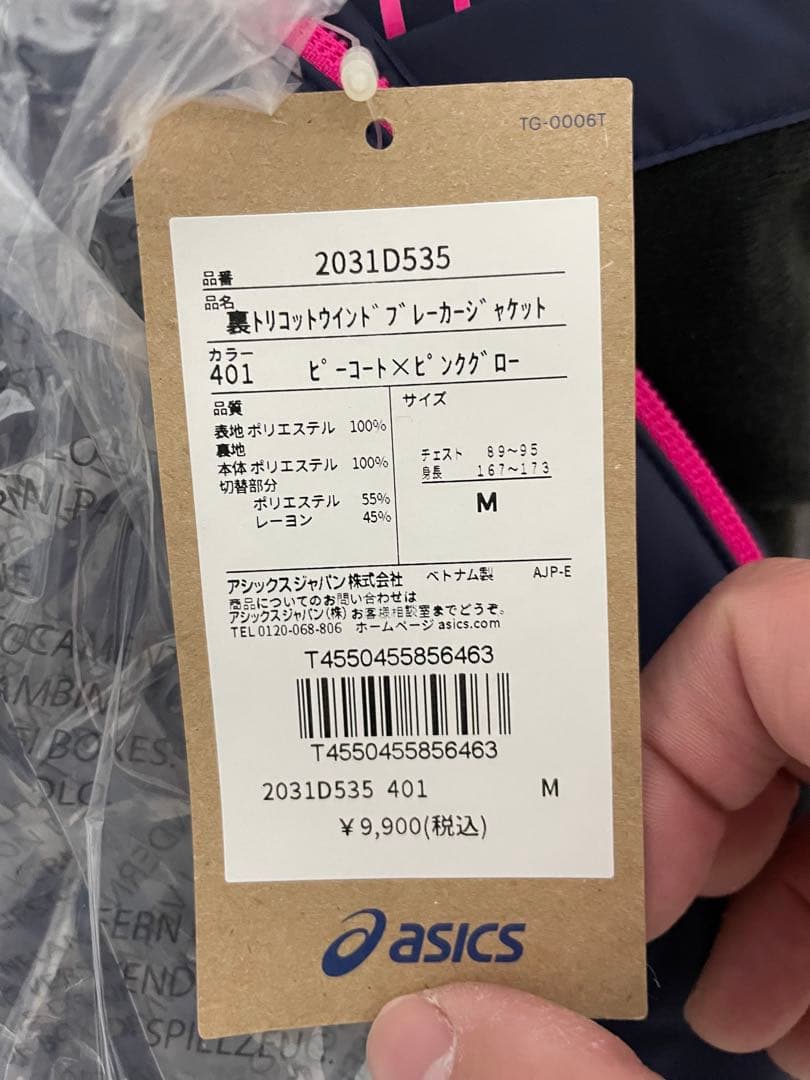 TG-0006T
品番 2031D535
品名 裏トリコットウインドブレーカージャケット
カラー
401 ピーコート×ピンクグロー
品質
表地 ポリエステル 100%
裏地
本体 ポリエステル 100%
切替部分
ポリエステル 55%
レーヨン 45%
サイズ
チェスト 89~95
身長 167~173
M
アシックスジャパン株式会社 ベトナム製 AJP-E
商品についてのお問い合わせは
アシックスジャパン(株) お客様相談室までどうぞ。
TEL 0120-068-806 ホームページ asics.com
T4550455856463
T4550455856463
2031D535 401 M
¥9,900(税込)
asics
BOXES.
FERN
SPIELZEUG.